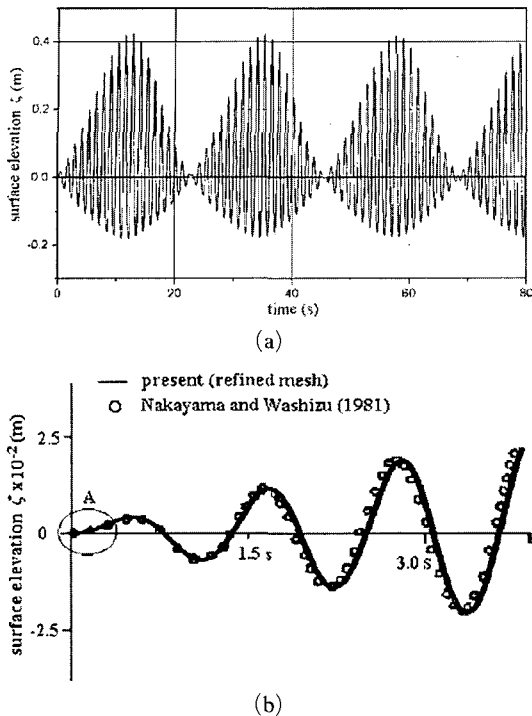 surface elevation ζ (m)
0.4
0.2
0.0
-0.2
0 20 40 60 80
time (s)
(a)
surface elevation ζ x10⁻² (m)
— present (refined mesh)
o Nakayama and Washizu (1981)
2.5
A
0
1.5 s
3.0 s
-2.5
(b)